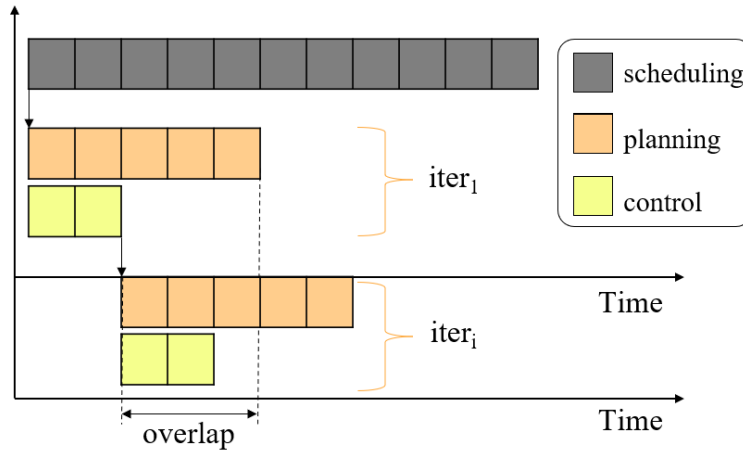 scheduling
planning
control
iter₁
Time
iterᵢ
Time
overlap